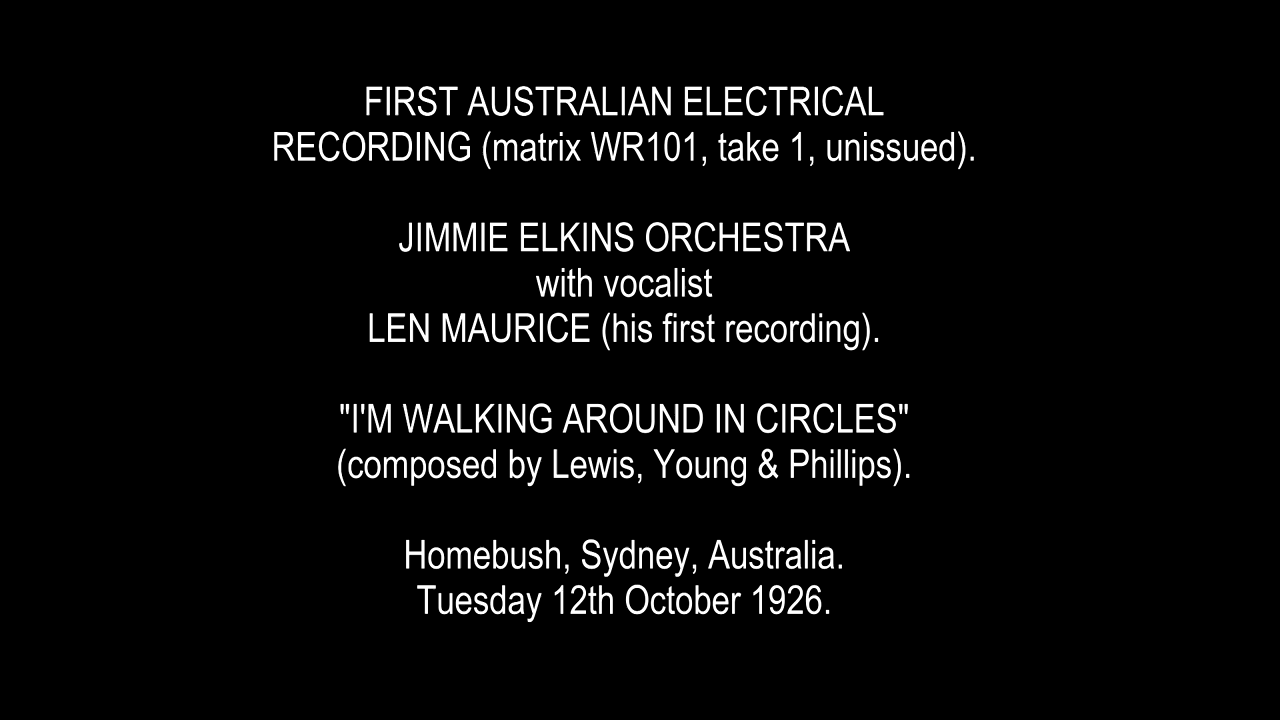 FIRST AUSTRALIAN ELECTRICAL
RECORDING (matrix WR101, take 1, unissued).
JIMMIE ELKINS ORCHESTRA
with vocalist
LEN MAURICE (his first recording).
"I'M WALKING AROUND IN CIRCLES"
(composed by Lewis, Young & Phillips).
Homebush, Sydney, Australia.
Tuesday 12th October 1926.